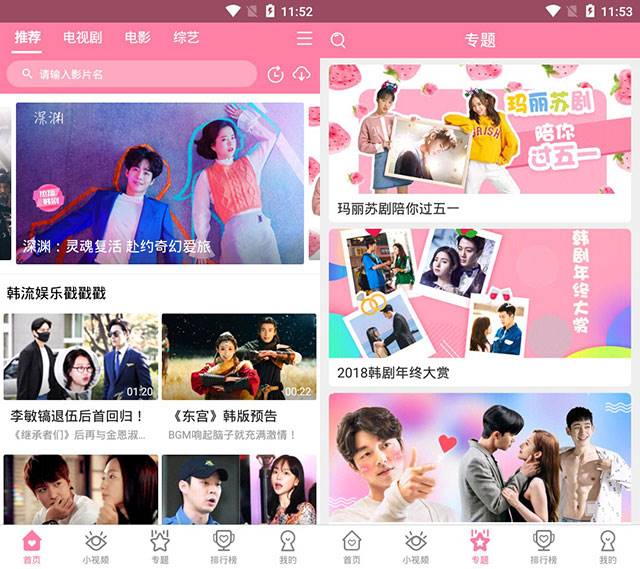 11:52
推荐
电视剧
电影
综艺
请输入影片名
深渊
热播
韩剧
深渊：灵魂复活 赴约奇幻爱旅
韩流娱乐戳戳戳
01:20
00:22
李敏镐退伍后首回归！
《继承者们》后再与金恩淑...
《东宫》韩版预告
BGM响起脑子就充满激情！
首页
小视频
专题
排行榜
我的
11:53
专题
玛丽苏剧
陪你
过五一
玛丽苏剧陪你过五一
韩剧年终大赏
2018韩剧年终大赏
首页
小视频
专题
排行榜
我的